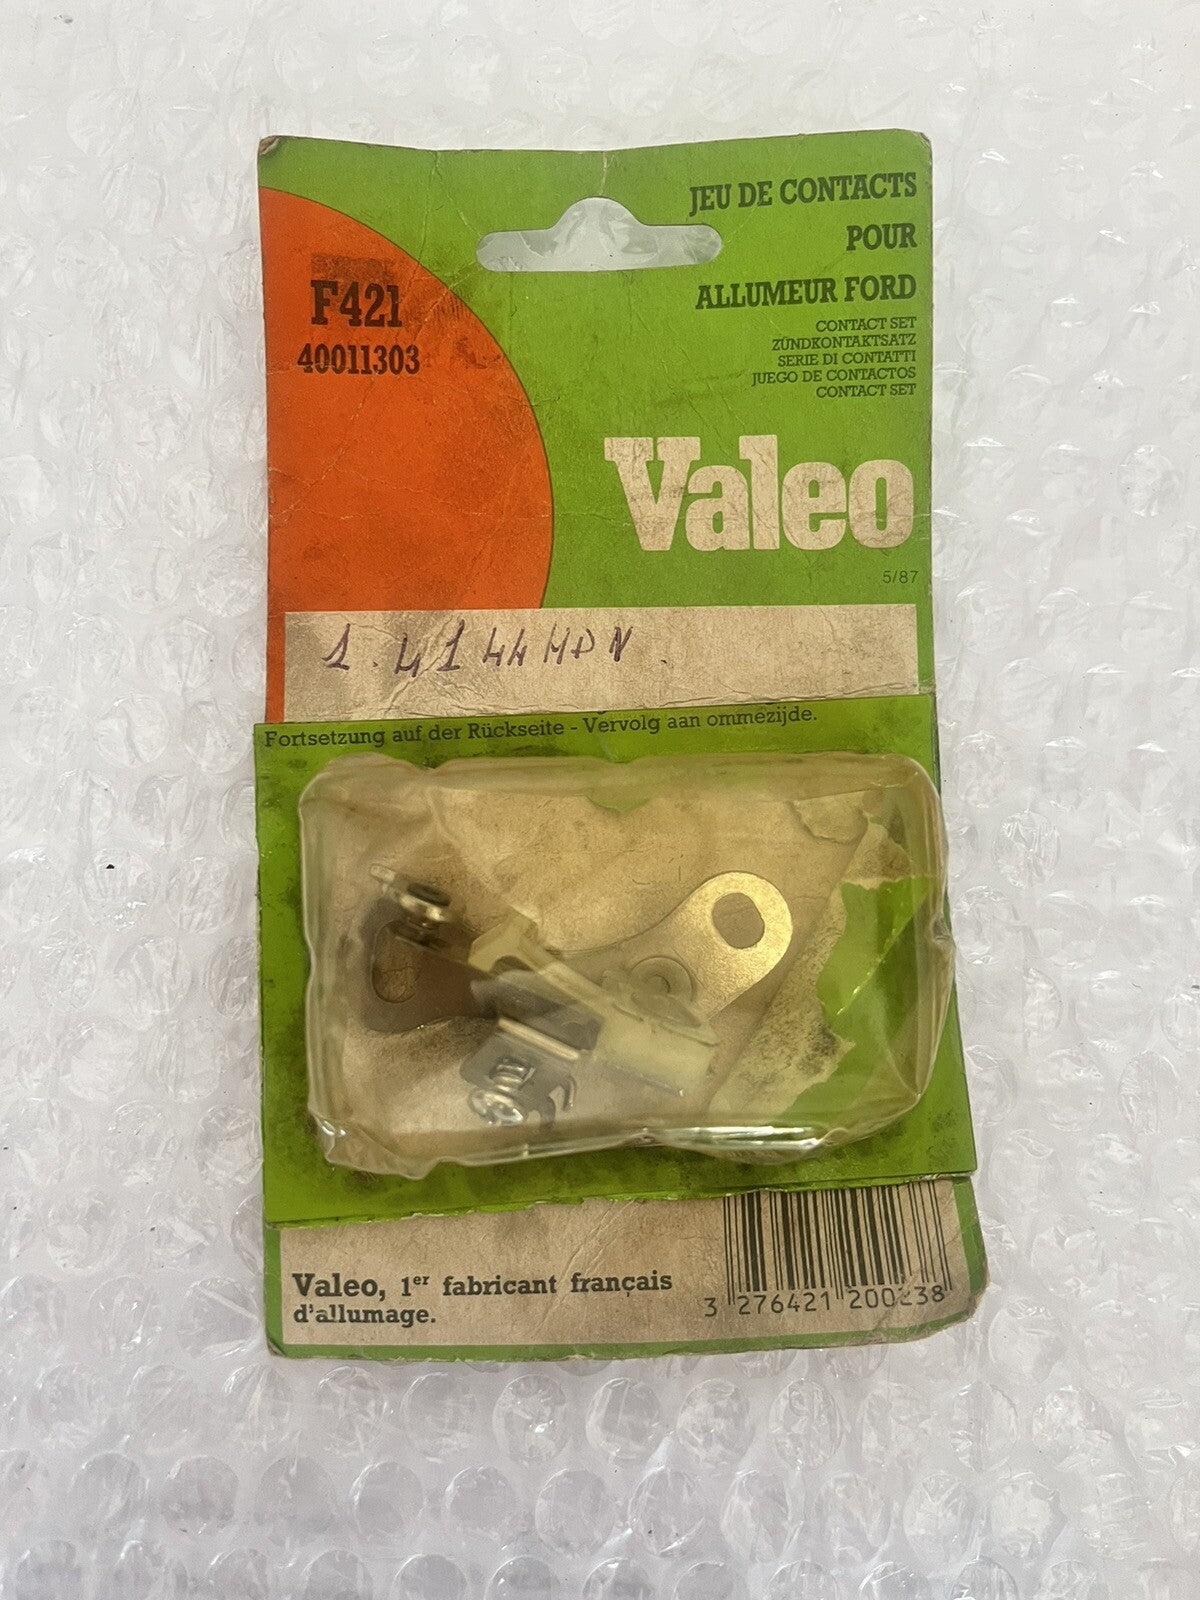 JEU DE CONTACTS
POUR
ALLUMEUR FORD
F421
40011303
CONTACT SET
ZÜNDKONTAKTSATZ
SERIE DI CONTATTI
JUEGO DE CONTACTOS
CONTACT SET
Valeo
5/87
Fortsetzung auf der Rückseite - Vervolg aan ommezijde.
Valeo, 1er fabricant français
d'allumage.
3 276421 200238